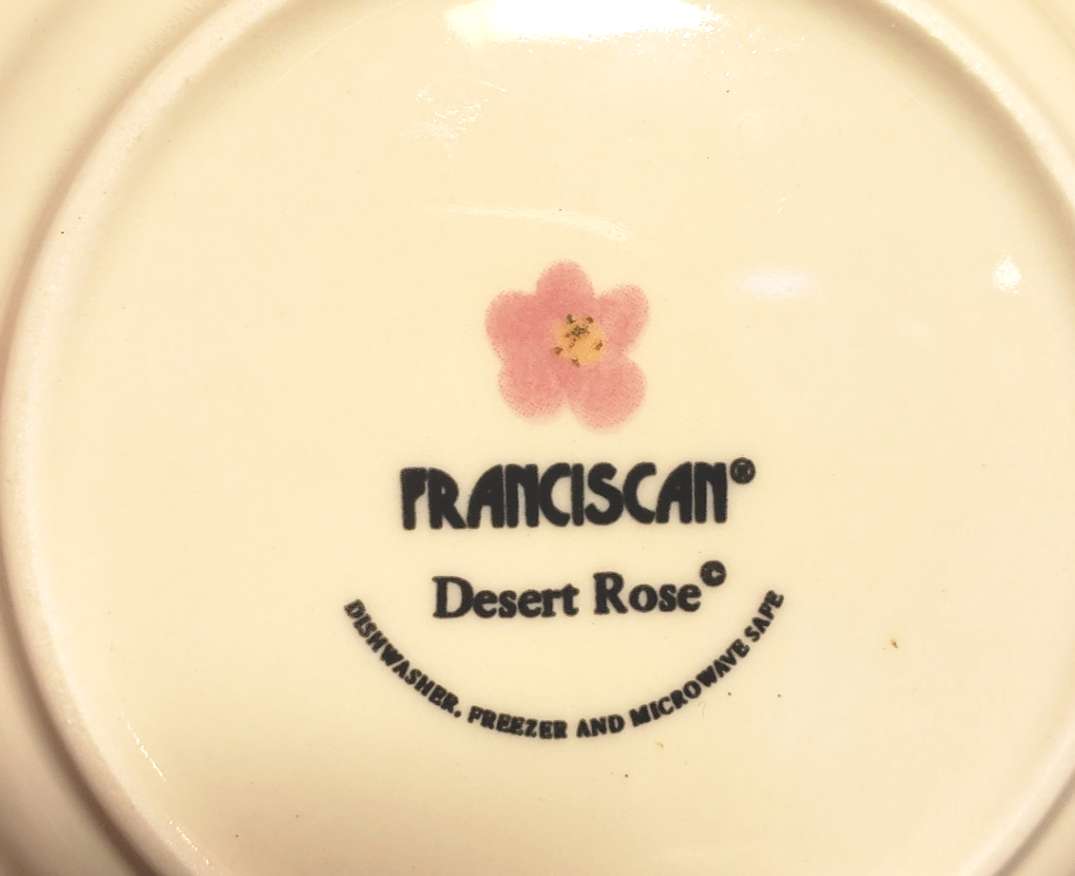 FRANCISCAN®
Desert Rose©
DISHWASHER, FREEZER AND MICROWAVE SAFE